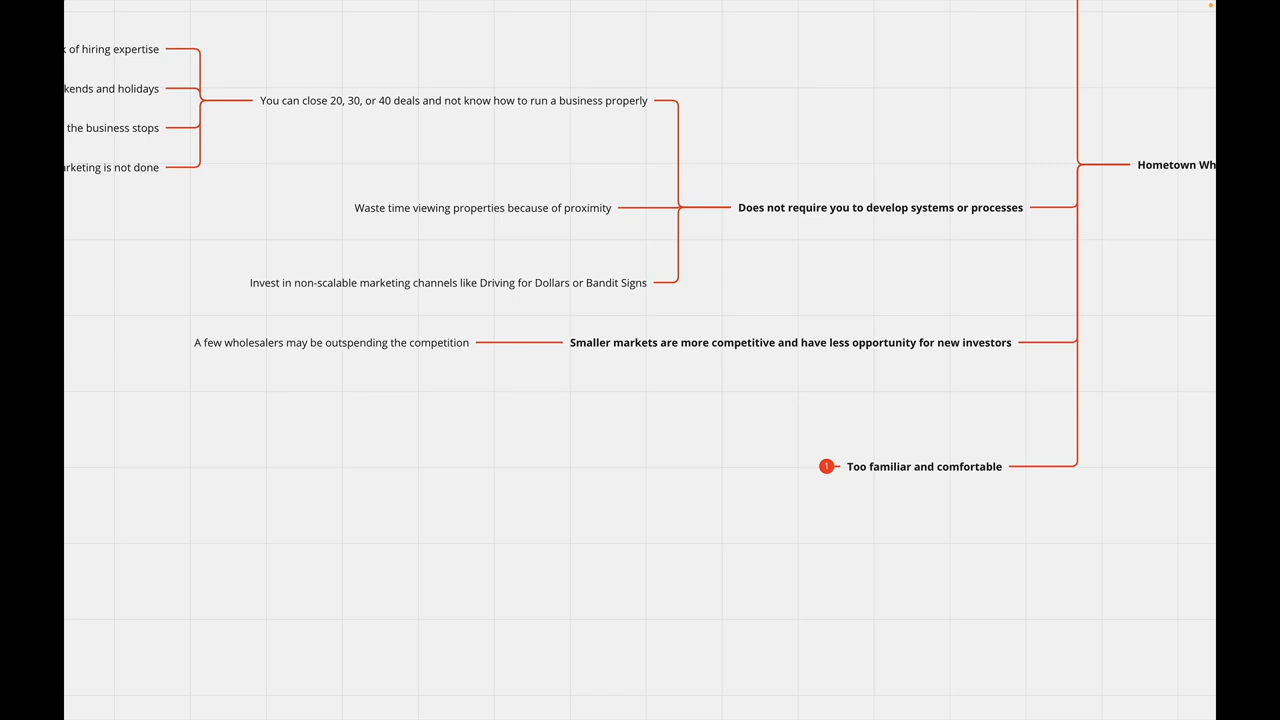 of hiring expertise
and holidays
the business stops
is not done
You can close 20, 30, or 40 deals and not know how to run a business properly
Waste time viewing properties because of proximity
Invest in non-scalable marketing channels like Driving for Dollars or Bandit Signs
Hometown
Does not require you to develop systems or processes
A few wholesalers may be outspending the competition
Smaller markets are more competitive and have less opportunity for new investors
1
Too familiar and comfortable